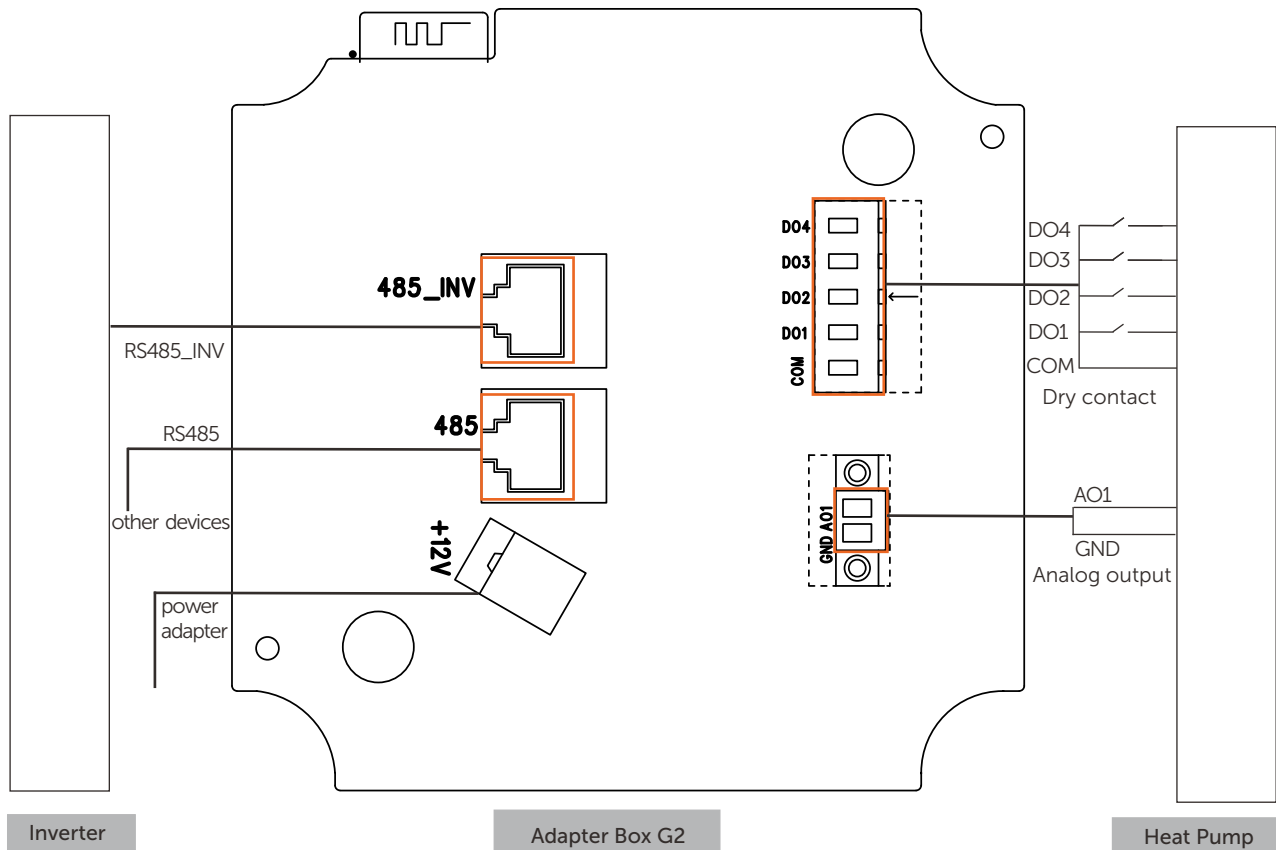 485_INV
RS485_INV
485
RS485
other devices
+12V
power
adapter
DO4
DO3
DO2
DO1
COM
DO4
DO3
DO2
DO1
COM
Dry contact
GND AO1
AO1
GND
Analog output
Inverter
Adapter Box G2
Heat Pump